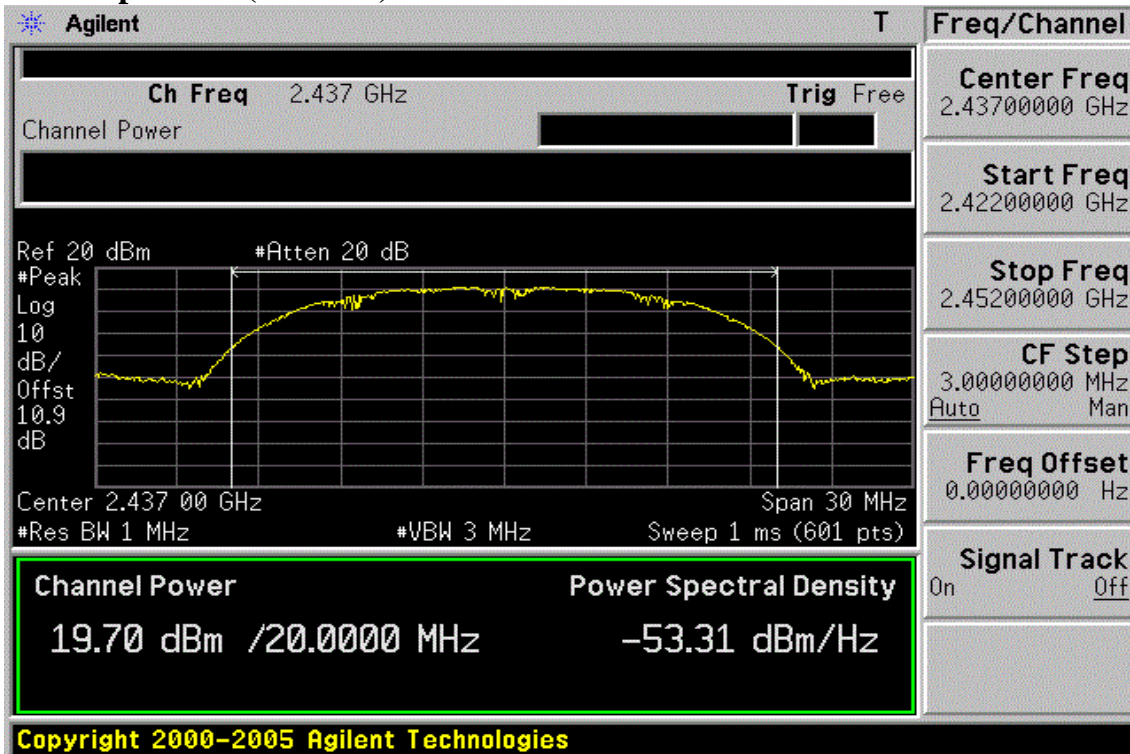 Agilent T
Freq/Channel
Ch Freq 2.437 GHz Trig Free
Channel Power
Ref 20 dBm #Atten 20 dB
#Peak
Log
10
dB/
Offst
10.9
dB
Center 2.437 00 GHz Span 30 MHz
#Res BW 1 MHz #VBW 3 MHz Sweep 1 ms (601 pts)
Channel Power Power Spectral Density
19.70 dBm /20.0000 MHz -53.31 dBm/Hz
Center Freq
2.43700000 GHz
Start Freq
2.42200000 GHz
Stop Freq
2.45200000 GHz
CF Step
3.00000000 MHz
Auto Man
Freq Offset
0.00000000 Hz
Signal Track
On Off
Copyright 2000-2005 Agilent Technologies